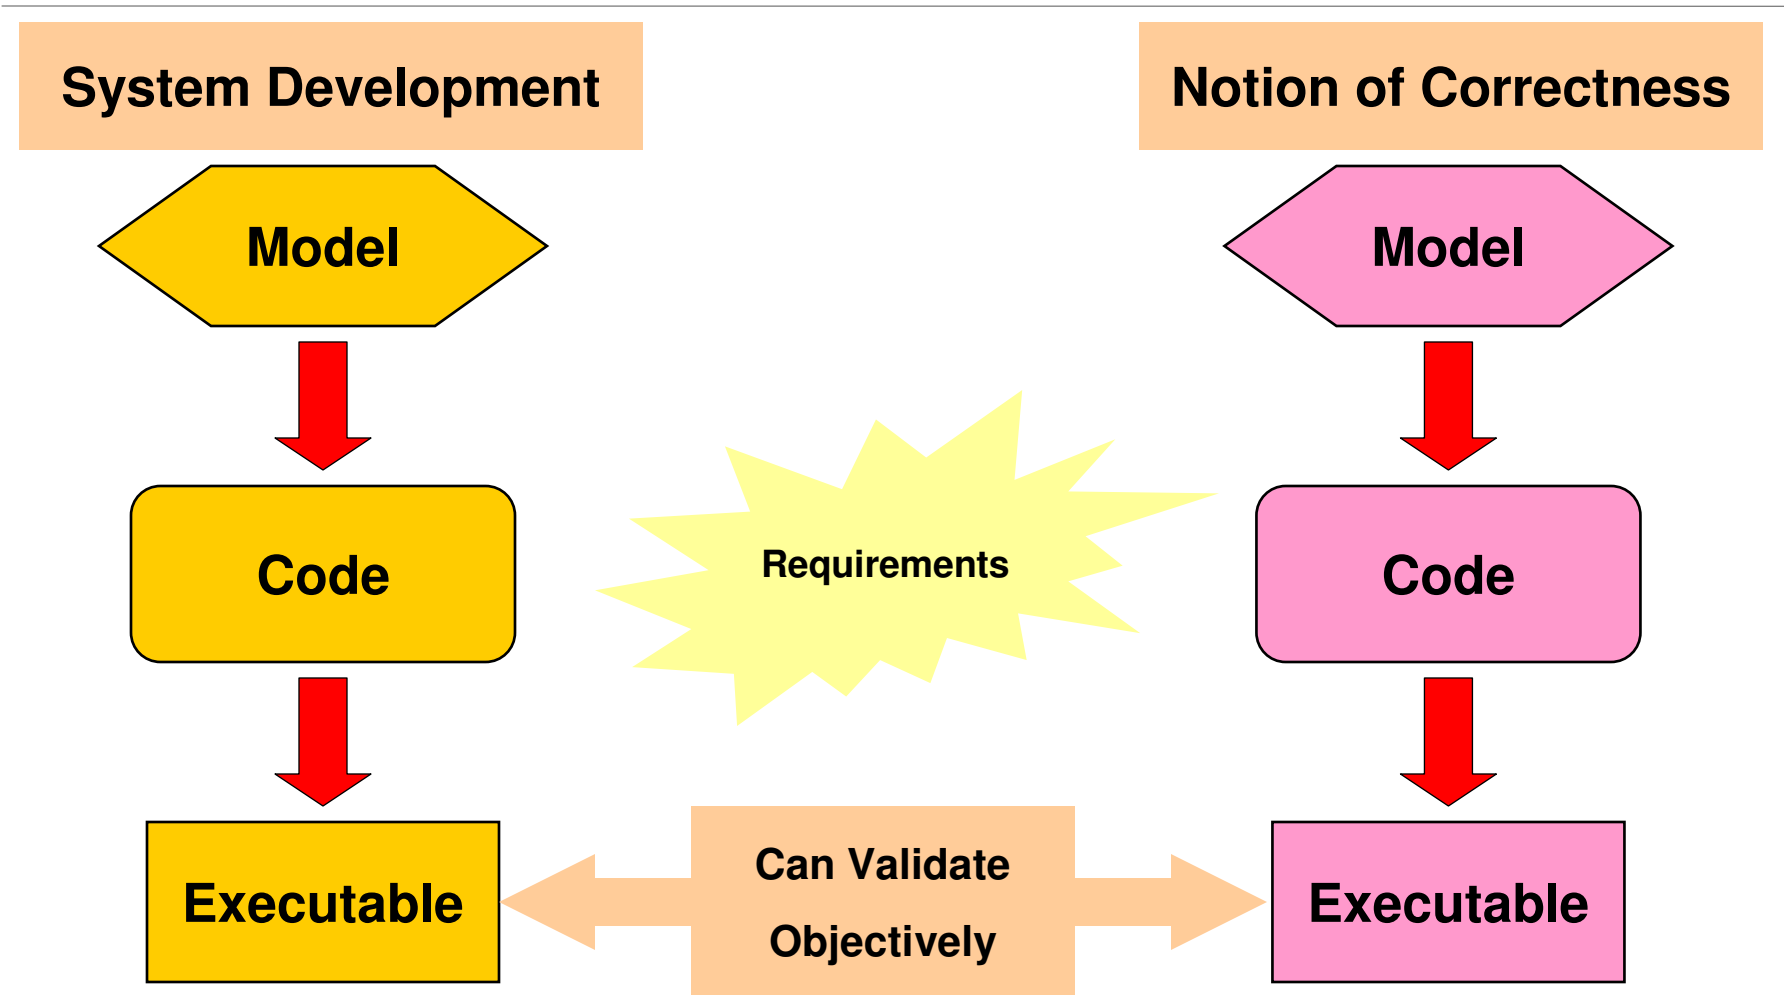 System Development
Notion of Correctness
Model
Model
Requirements
Code
Code
Can Validate
Objectively
Executable
Executable